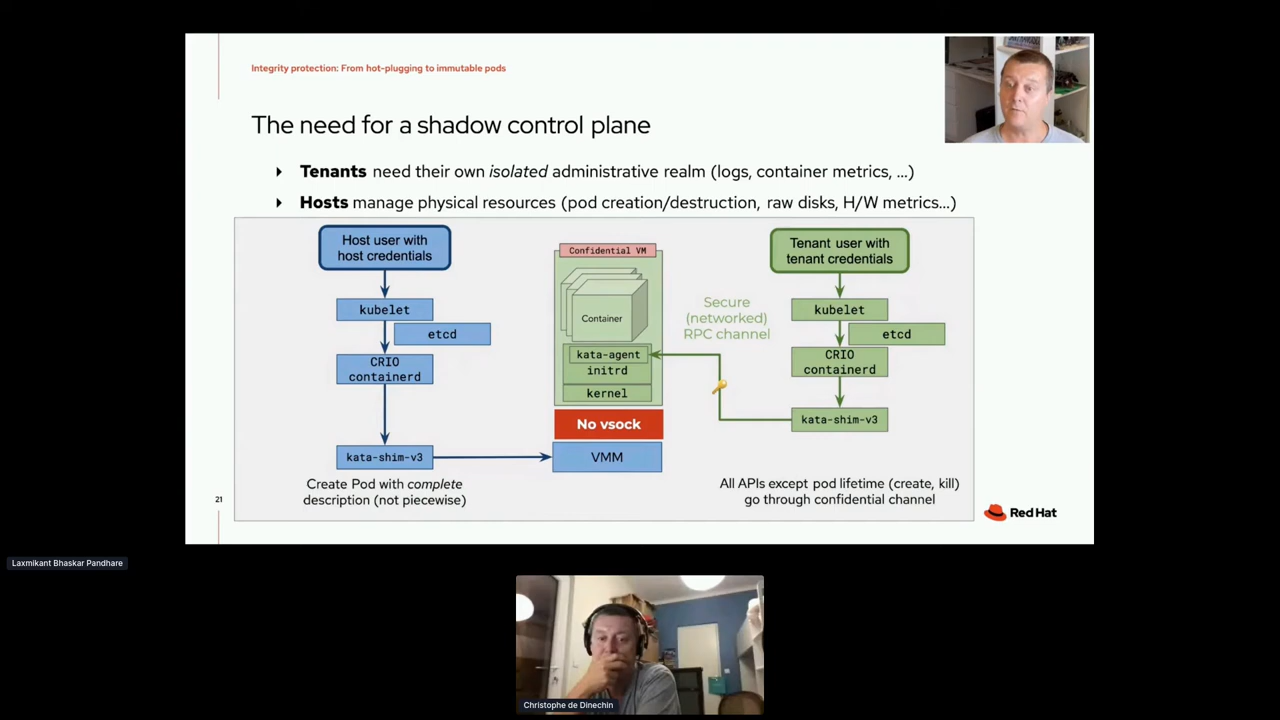 Integrity protection: From hot-plugging to immutable pods
The need for a shadow control plane
Tenants need their own isolated administrative realm (logs, container metrics, ...)
Hosts manage physical resources (pod creation/destruction, raw disks, H/W metrics...)
Host user with
host credentials
kubelet
etcd
CRIO
containerd
kata-shim-v3
Create Pod with complete
description (not piecewise)
Confidential VM
Container
kata-agent
initrd
kernel
No vsock
VMM
Secure
(networked)
RPC channel
Tenant user with
tenant credentials
kubelet
etcd
CRIO
containerd
kata-shim-v3
All APIs except pod lifetime (create, kill)
go through confidential channel
21
Red Hat
Laxmikant Bhaskar Pandhare
Christophe de Dinechin